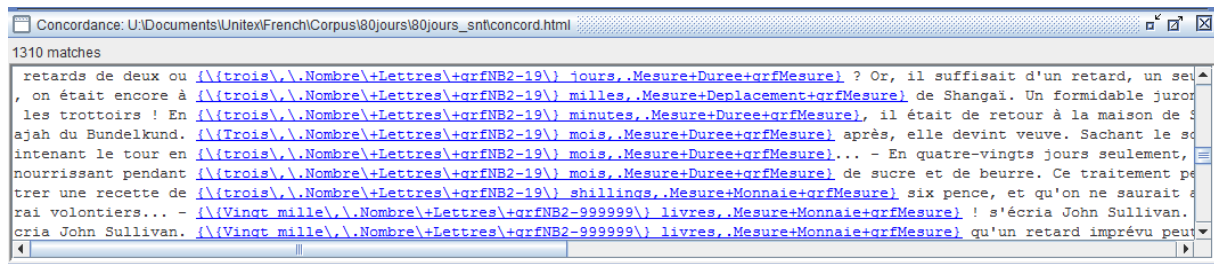 Concordance: U:\Documents\Unitex\French\Corpus\80jours\80jours_snt\concord.html
1310 matches
retards de deux ou {\{trois\,\.Nombre\+Lettres\+grfNB2-19\} jours,.Mesure+Duree+grfMesure} ? Or, il suffisait d'un retard, un seu
, on était encore à {\{trois\,\.Nombre\+Lettres\+grfNB2-19\} milles,.Mesure+Deplacement+grfMesure} de Shangaï. Un formidable juron
les trottoirs ! En {\{trois\,\.Nombre\+Lettres\+grfNB2-19\} minutes,.Mesure+Duree+grfMesure}, il était de retour à la maison de S
ajah du Bundelkund. {\{Trois\,\.Nombre\+Lettres\+grfNB2-19\} mois,.Mesure+Duree+grfMesure} après, elle devint veuve. Sachant le so
intenant le tour en {\{trois\,\.Nombre\+Lettres\+grfNB2-19\} mois,.Mesure+Duree+grfMesure}... - En quatre-vingts jours seulement,
nourrissant pendant {\{trois\,\.Nombre\+Lettres\+grfNB2-19\} mois,.Mesure+Duree+grfMesure} de sucre et de beurre. Ce traitement pe
trer une recette de {\{trois\,\.Nombre\+Lettres\+grfNB2-19\} shillings,.Mesure+Monnaie+grfMesure} six pence, et qu'on ne saurait a
rai volontiers... - {\{Vingt mille\,\.Nombre\+Lettres\+grfNB2-999999\} livres,.Mesure+Monnaie+grfMesure} ! s'écria John Sullivan.
cria John Sullivan. {\{Vingt mille\,\.Nombre\+Lettres\+grfNB2-999999\} livres,.Mesure+Monnaie+grfMesure} qu'un retard imprévu peut